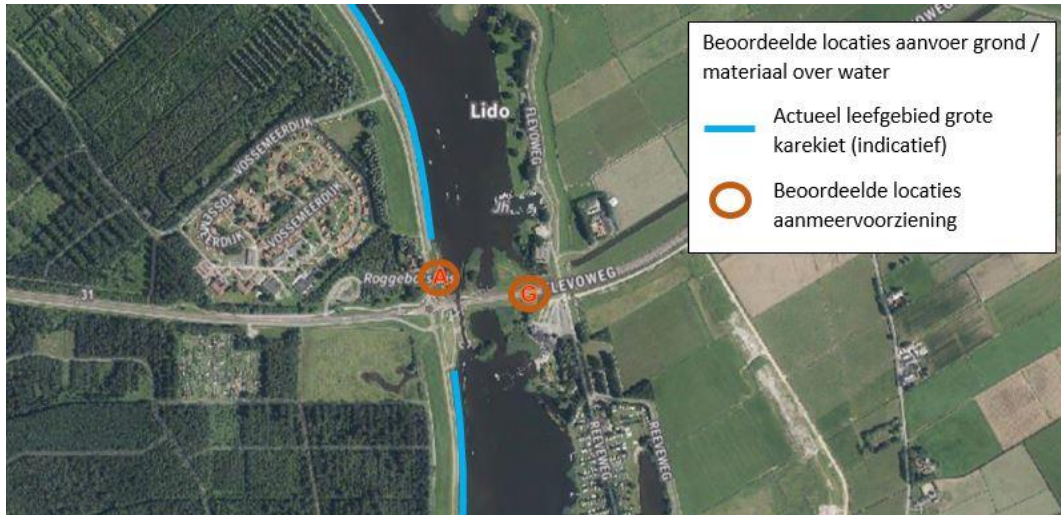 Beoordeelde locaties aanvoer grond /
materiaal over water
Actueel leefgebied grote
karekiet (indicatief)
Beoordeelde locaties
aanmeervoorziening
Lido
FLEVOWEG
VOSSEMEERDIJK
VOSSEMEERDIJK
A
G
FLEVOWEG
31
REEVEWEG
REEVEWEG